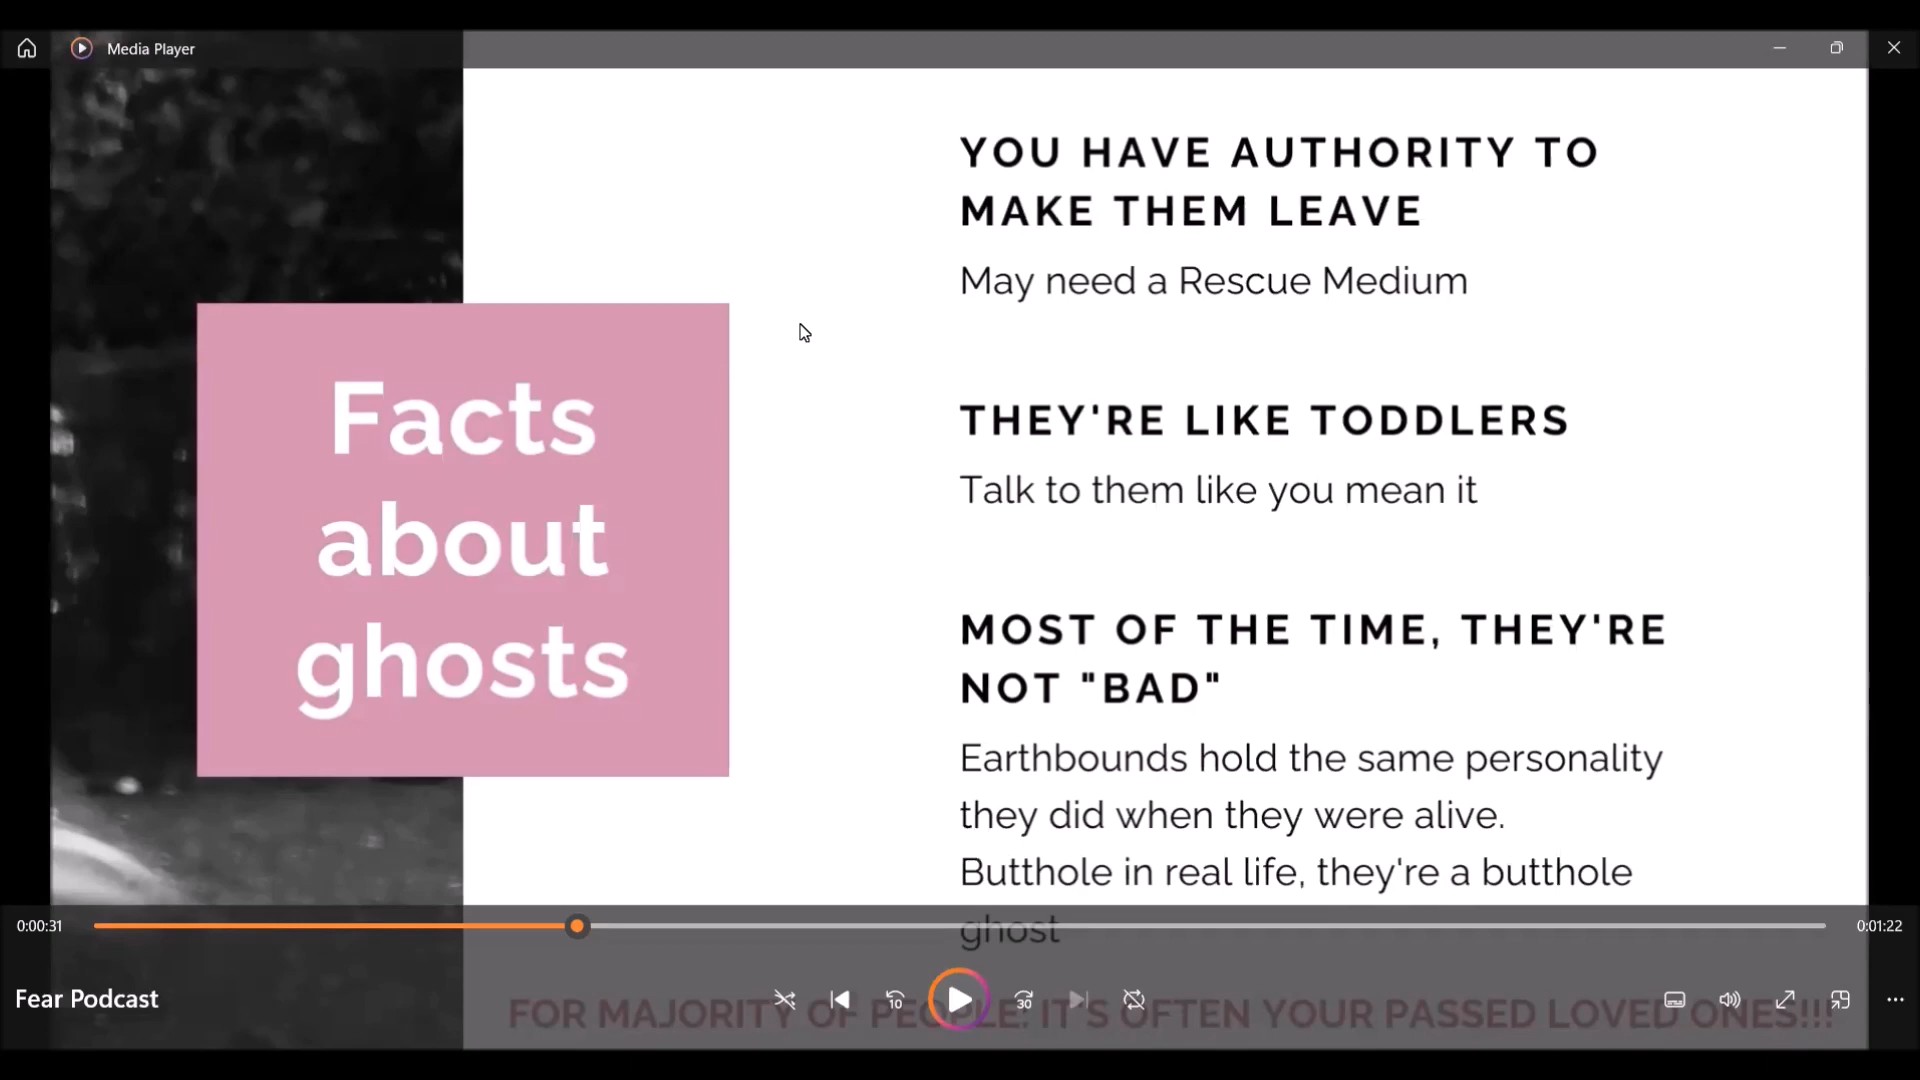 Media Player
YOU HAVE AUTHORITY TO
MAKE THEM LEAVE
May need a Rescue Medium
Facts
about
ghosts
THEY'RE LIKE TODDLERS
Talk to them like you mean it
MOST OF THE TIME, THEY'RE
NOT "BAD"
Earthbounds hold the same personality
they did when they were alive.
Butthole in real life, they're a butthole
ghost
0:00:31
0:01:22
Fear Podcast
10
30
FOR MAJORITY OF PEOPLE: IT'S OFTEN YOUR PASSED LOVED ONES!!!